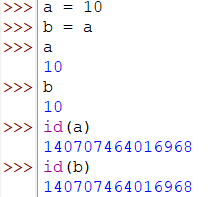 >>> a = 10
>>> b = a
>>> a
10
>>> b
10
>>> id(a)
140707464016968
>>> id(b)
140707464016968